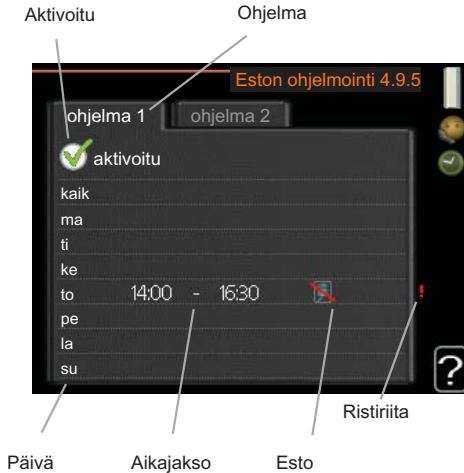 Aktivoitu Ohjelma
Eston ohjelmointi 4.9.5
ohjelma 1 ohjelma 2
aktivoitu
kaik
ma
ti
ke
to 14:00 - 16:30 !
pe
la
su
?
Ristiriita
Päivä Aikajakso Esto